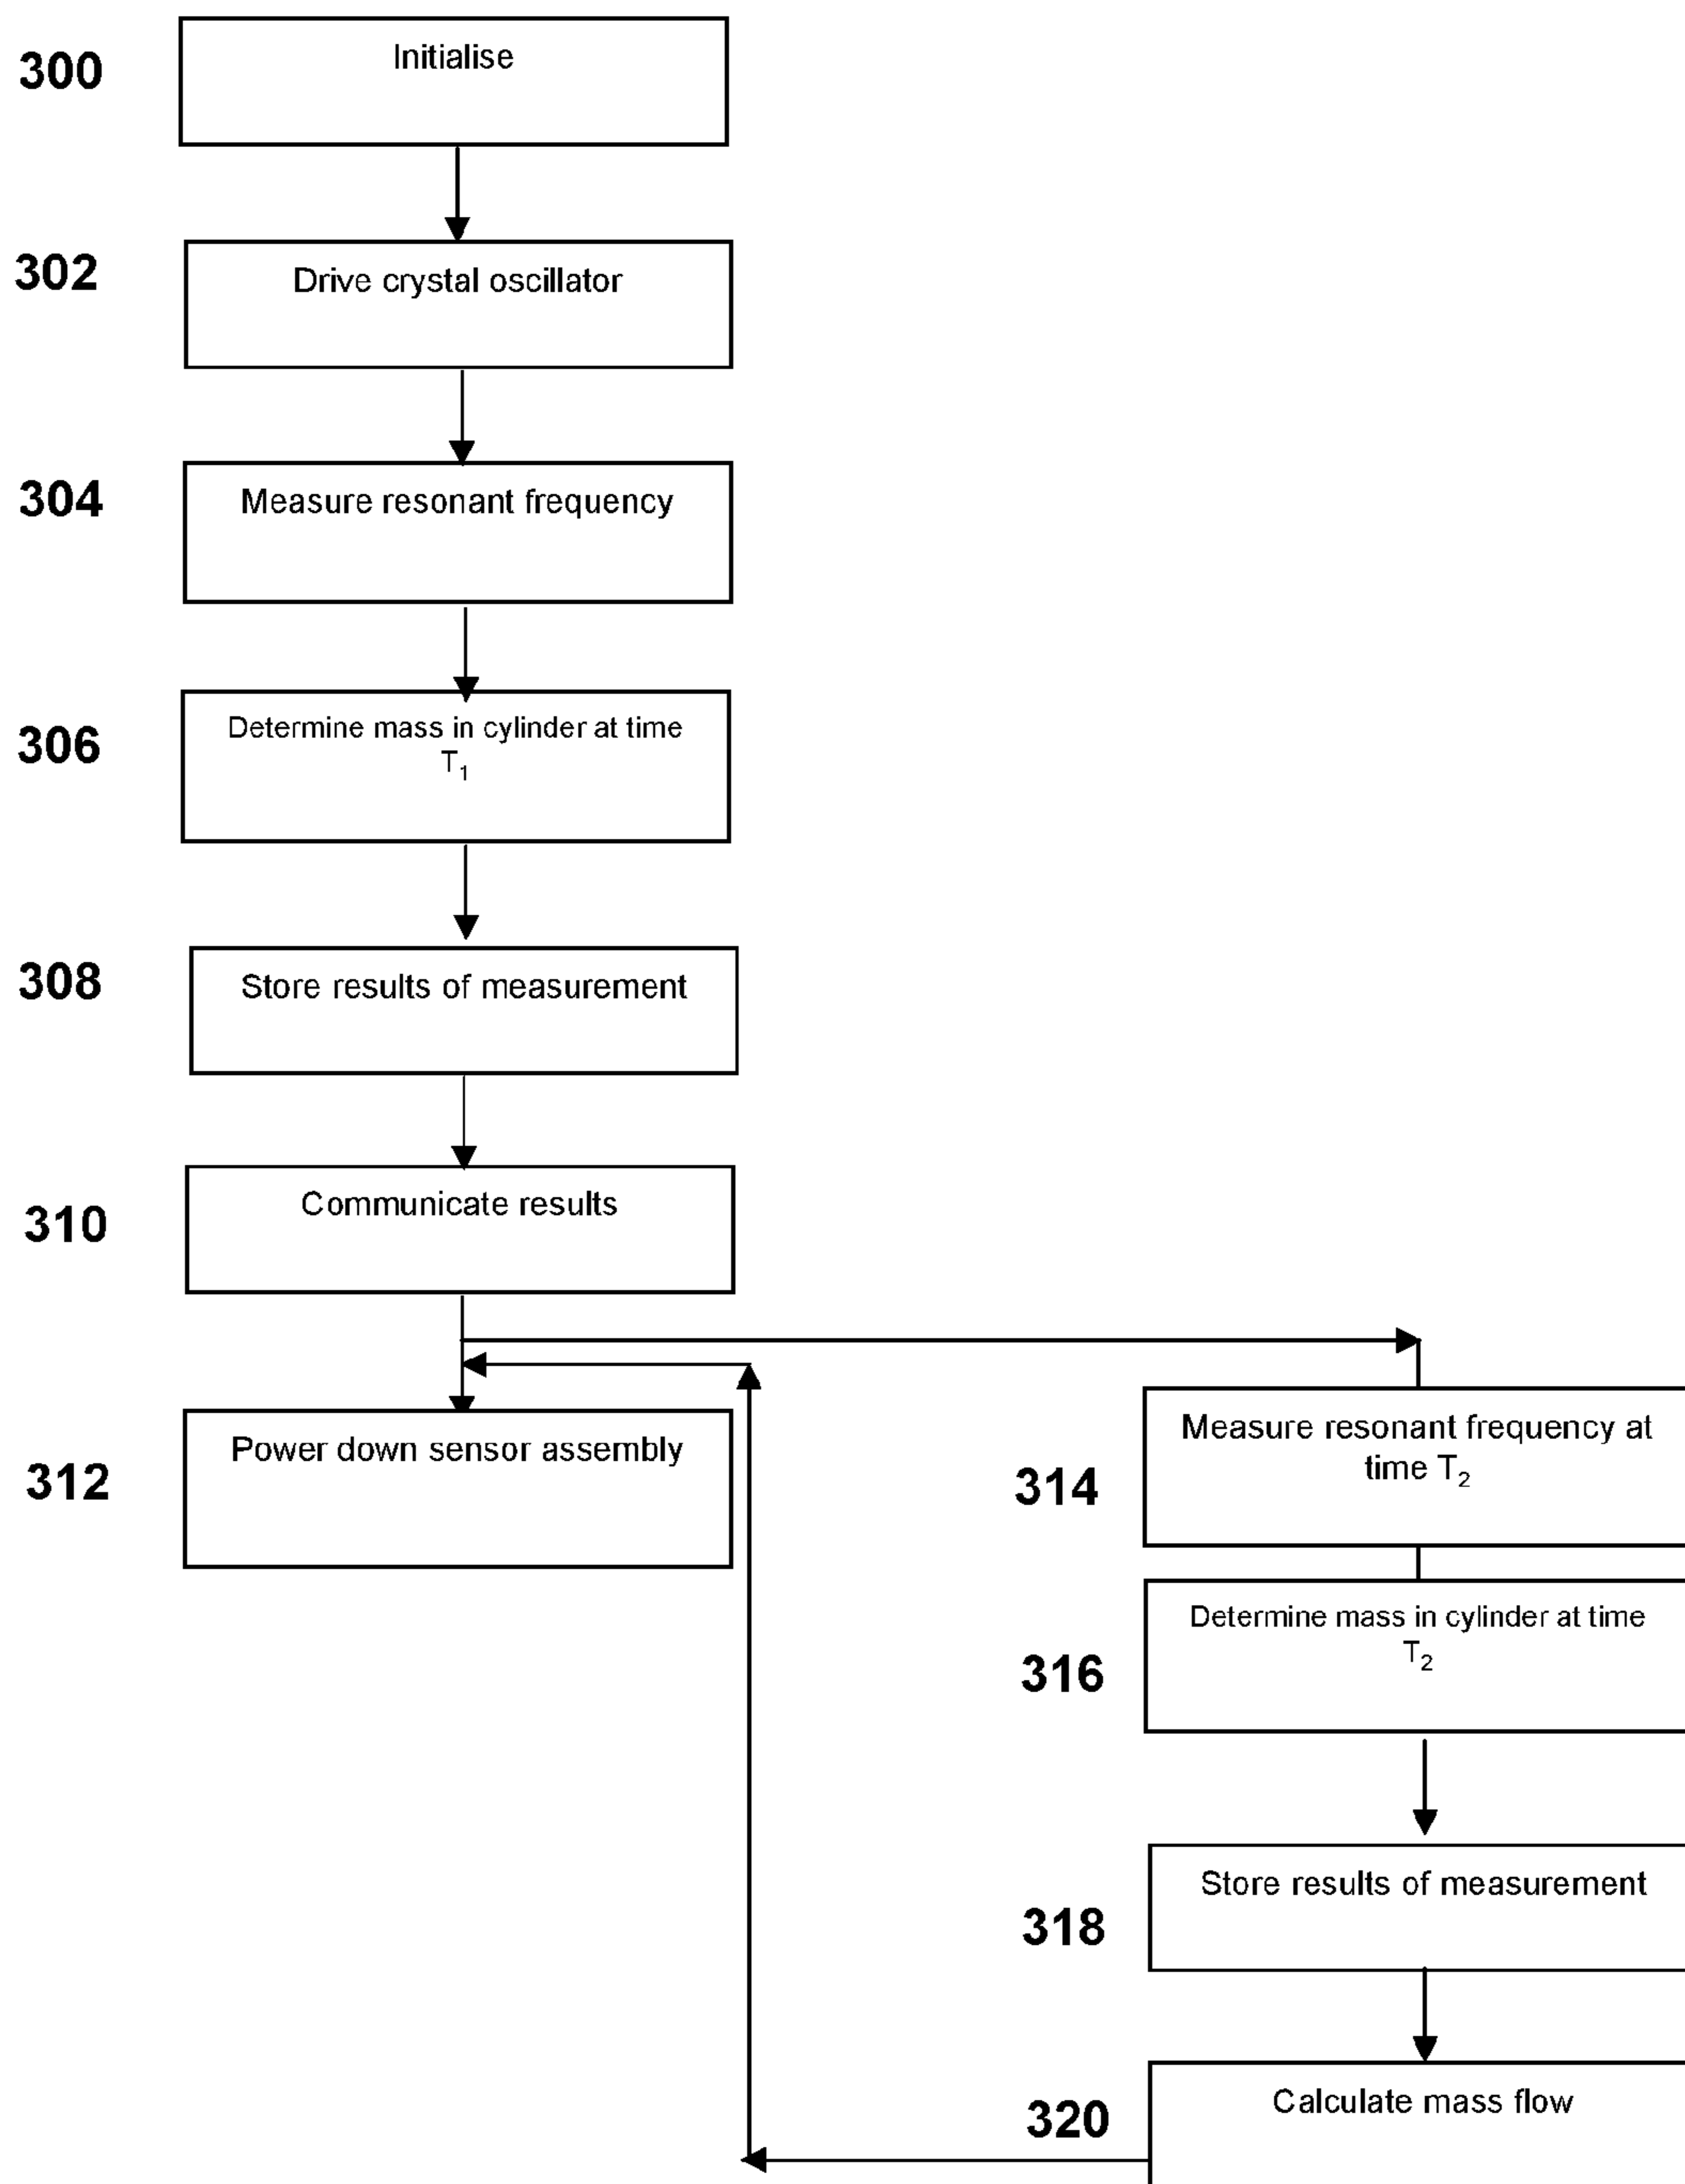 300
Initialise
302
Drive crystal oscillator
304
Measure resonant frequency
306
Determine mass in cylinder at time
T₁
308
Store results of measurement
310
Communicate results
312
Power down sensor assembly
314
Measure resonant frequency at
time T₂
316
Determine mass in cylinder at time
T₂
318
Store results of measurement
320
Calculate mass flow